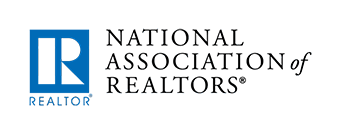 R
REALTOR®
NATIONAL
ASSOCIATION of
REALTORS®